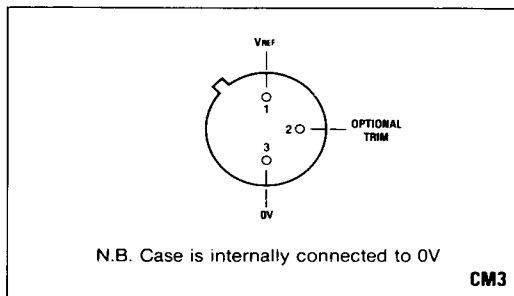 VREF
1
2
OPTIONAL
TRIM
3
0V
N.B. Case is internally connected to 0V
CM3